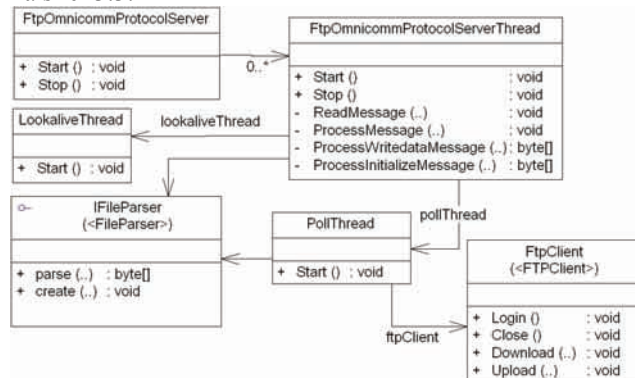 FtpOmnicommProtocolServer
+ Start () : void
+ Stop () : void
0..*
FtpOmnicommProtocolServerThread
+ Start () : void
+ Stop () : void
- ReadMessage (..) : void
- ProcessMessage (..) : void
- ProcessWritedataMessage (..) : byte[]
- ProcessInitializeMessage (..) : byte[]
LookaliveThread
+ Start () : void
lookaliveThread
IFileParser
(<FileParser>)
+ parse (..) : byte[]
+ create (..) : void
PollThread
+ Start () : void
pollThread
ftpClient
FtpClient
(<FTPClient>)
+ Login () : void
+ Close () : void
+ Download (..) : void
+ Upload (..) : void